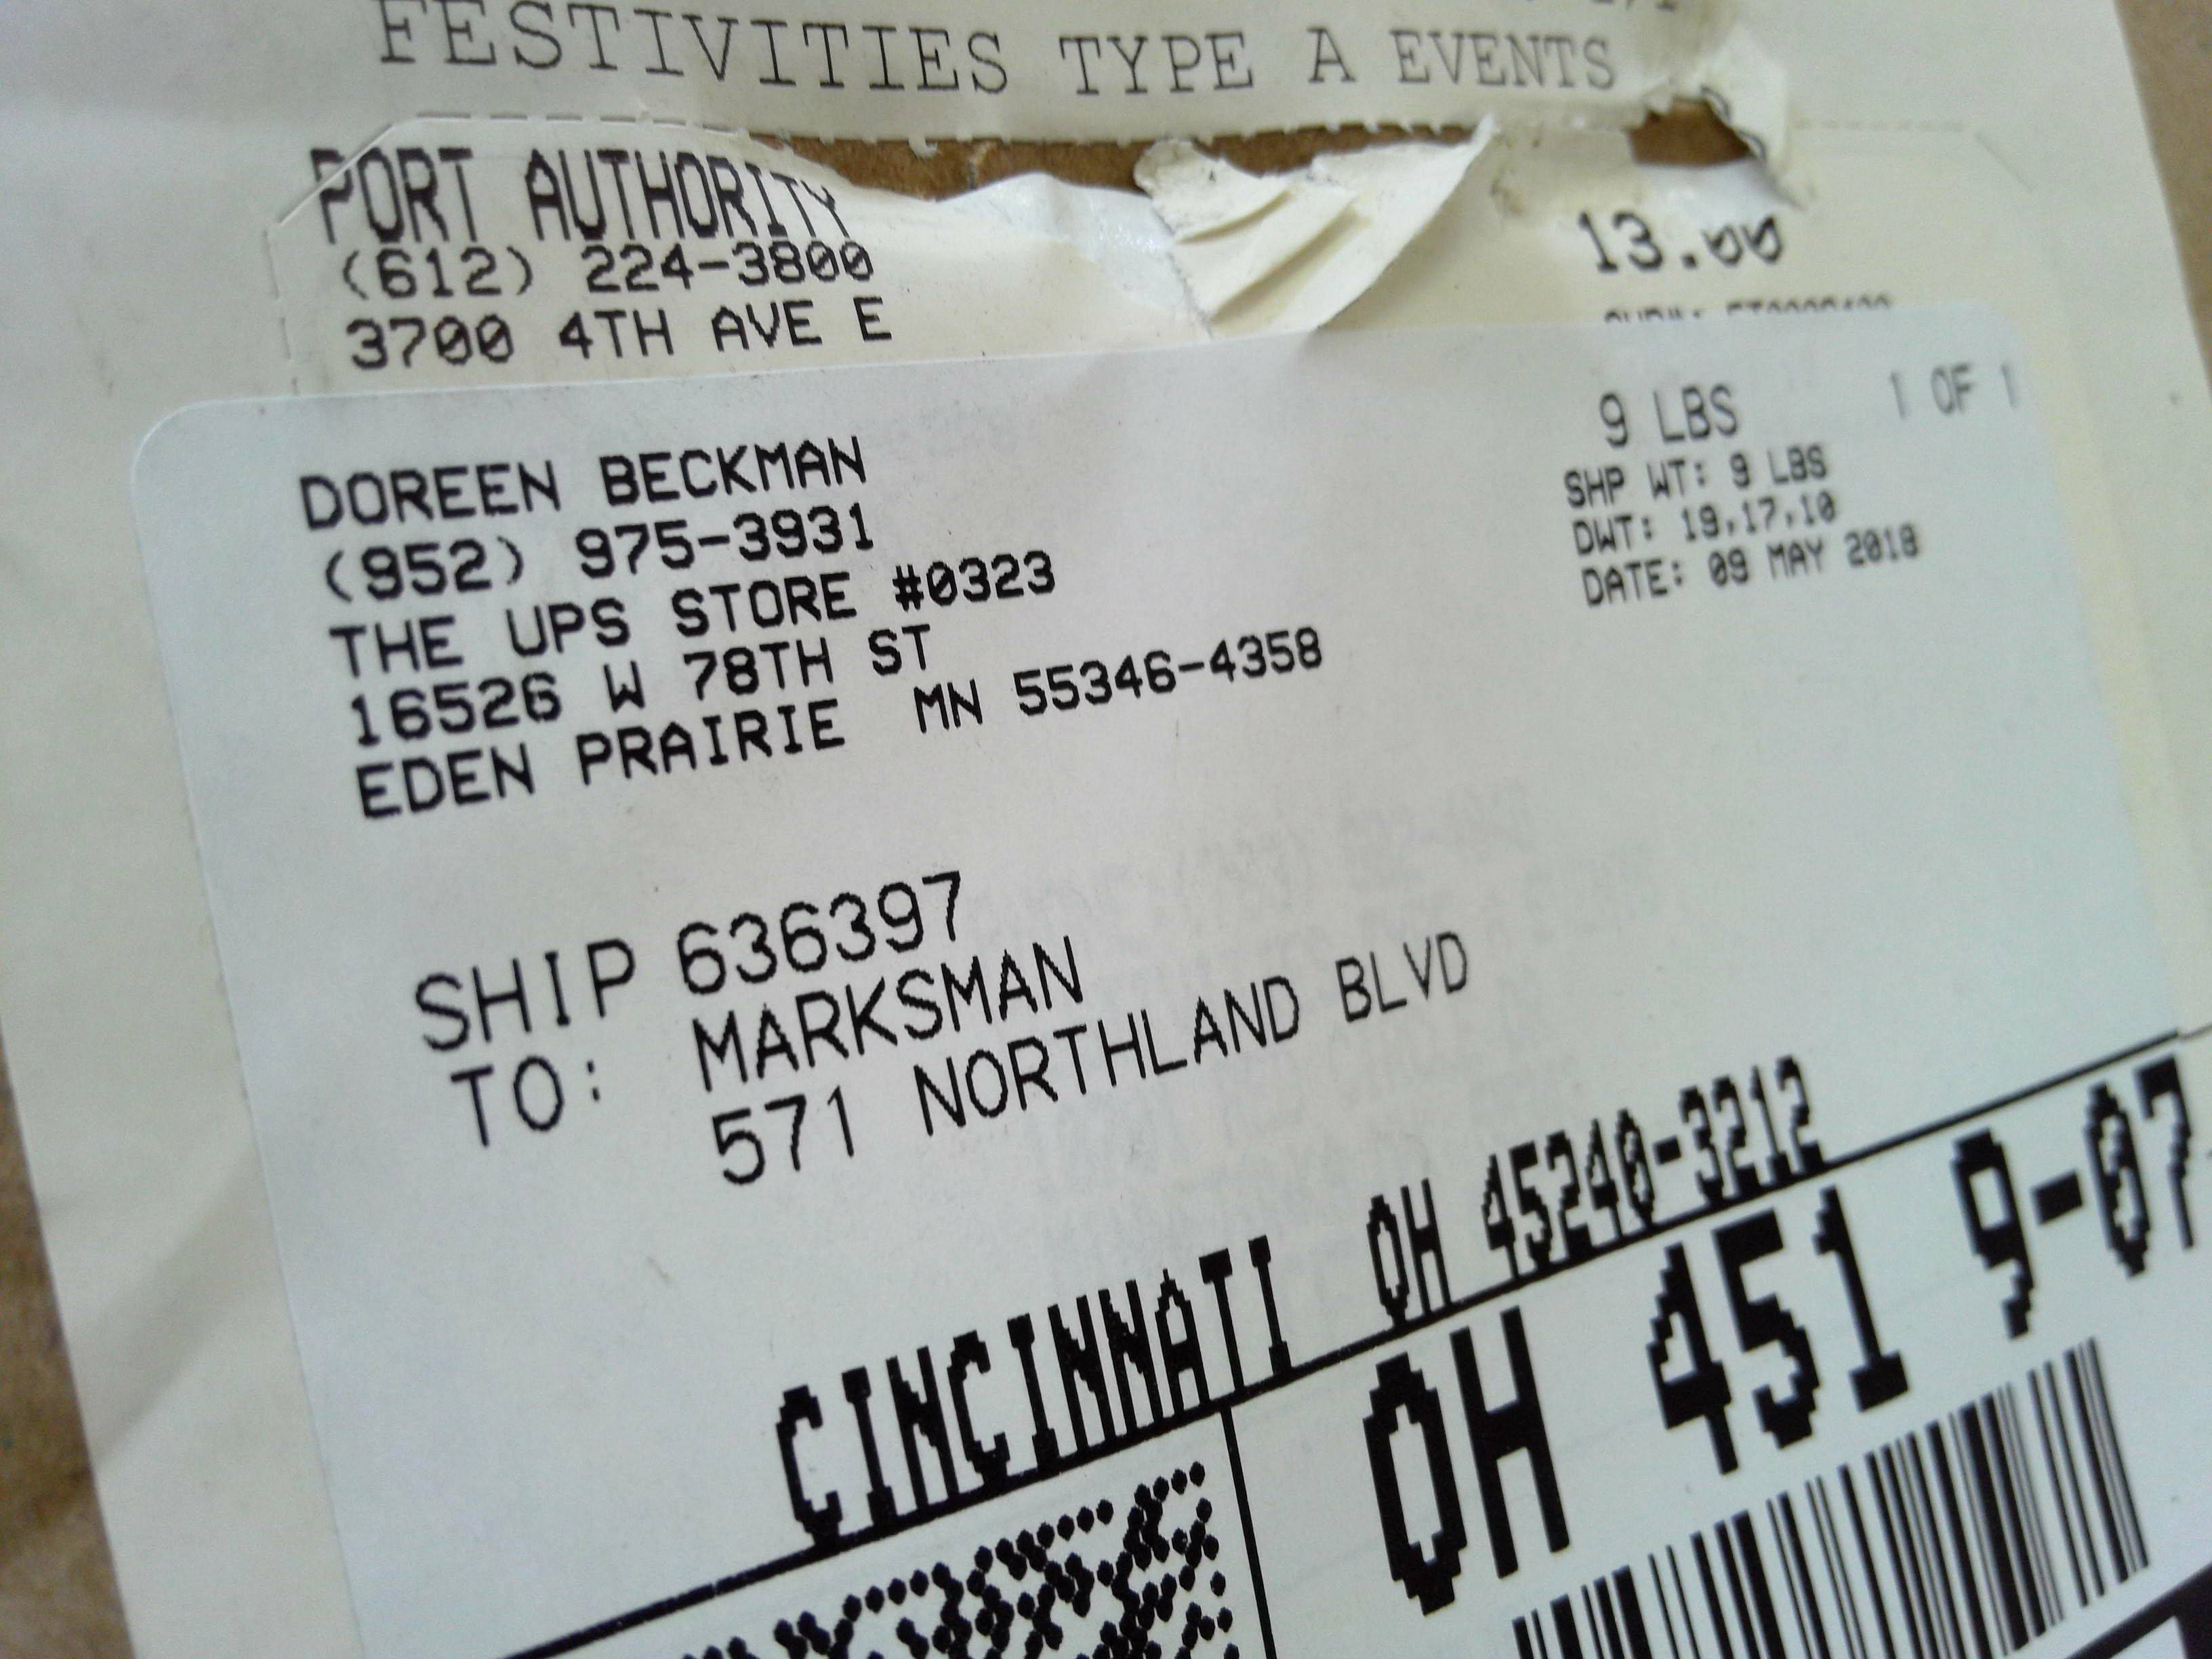 FESTIVITIES TYPE A EVENTS
PORT AUTHORITY
(612) 224-3800
3700 4TH AVE E
13.00
DOREEN BECKMAN
(952) 975-3931
THE UPS STORE #0323
16526 W 78TH ST
EDEN PRAIRIE MN 55346-4358
9 LBS 1 OF 1
SHP WT: 9 LBS
DWT: 19,17,10
DATE: 09 MAY 2018
SHIP 636397
TO: MARKSMAN
571 NORTHLAND BLVD
CINCINNATI OH 45240-3212
OH 451 9-07